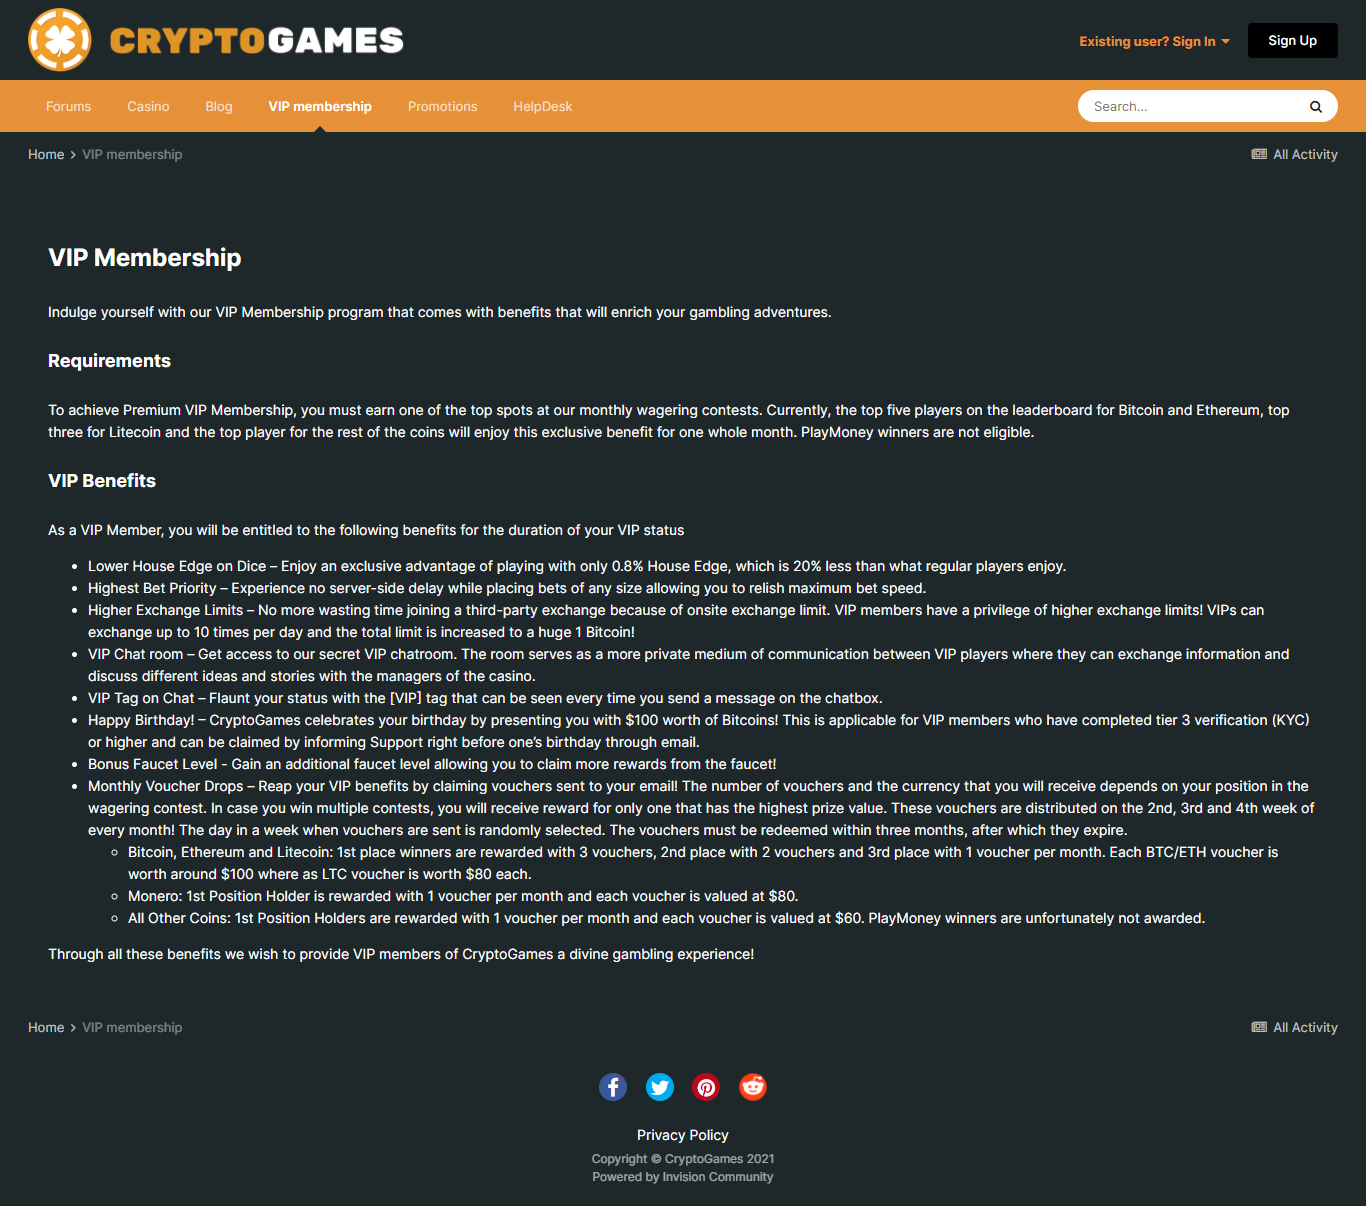 CRYPTOGAMES
Existing user? Sign In
Sign Up
Forums
Casino
Blog
VIP membership
Promotions
HelpDesk
Search...
Home > VIP membership
All Activity
VIP Membership
Indulge yourself with our VIP Membership program that comes with benefits that will enrich your gambling adventures.
Requirements
To achieve Premium VIP Membership, you must earn one of the top spots at our monthly wagering contests. Currently, the top five players on the leaderboard for Bitcoin and Ethereum, top
three for Litecoin and the top player for the rest of the coins will enjoy this exclusive benefit for one whole month. PlayMoney winners are not eligible.
VIP Benefits
As a VIP Member, you will be entitled to the following benefits for the duration of your VIP status
• Lower House Edge on Dice – Enjoy an exclusive advantage of playing with only 0.8% House Edge, which is 20% less than what regular players enjoy.
• Highest Bet Priority – Experience no server-side delay while placing bets of any size allowing you to relish maximum bet speed.
• Higher Exchange Limits – No more wasting time joining a third-party exchange because of onsite exchange limit. VIP members have a privilege of higher exchange limits! VIPs can
exchange up to 10 times per day and the total limit is increased to a huge 1 Bitcoin!
• VIP Chat room – Get access to our secret VIP chatroom. The room serves as a more private medium of communication between VIP players where they can exchange information and
discuss different ideas and stories with the managers of the casino.
• VIP Tag on Chat – Flaunt your status with the [VIP] tag that can be seen every time you send a message on the chatbox.
• Happy Birthday! – CryptoGames celebrates your birthday by presenting you with $100 worth of Bitcoins! This is applicable for VIP members who have completed tier 3 verification (KYC)
or higher and can be claimed by informing Support right before one's birthday through email.
• Bonus Faucet Level - Gain an additional faucet level allowing you to claim more rewards from the faucet!
• Monthly Voucher Drops – Reap your VIP benefits by claiming vouchers sent to your email! The number of vouchers and the currency that you will receive depends on your position in the
wagering contest. In case you win multiple contests, you will receive reward for only one that has the highest prize value. These vouchers are distributed on the 2nd, 3rd and 4th week of
every month! The day in a week when vouchers are sent is randomly selected. The vouchers must be redeemed within three months, after which they expire.
◦ Bitcoin, Ethereum and Litecoin: 1st place winners are rewarded with 3 vouchers, 2nd place with 2 vouchers and 3rd place with 1 voucher per month. Each BTC/ETH voucher is
worth around $100 where as LTC voucher is worth $80 each.
◦ Monero: 1st Position Holder is rewarded with 1 voucher per month and each voucher is valued at $80.
◦ All Other Coins: 1st Position Holders are rewarded with 1 voucher per month and each voucher is valued at $60. PlayMoney winners are unfortunately not awarded.
Through all these benefits we wish to provide VIP members of CryptoGames a divine gambling experience!
Home > VIP membership
All Activity
Privacy Policy
Copyright © CryptoGames 2021
Powered by Invision Community